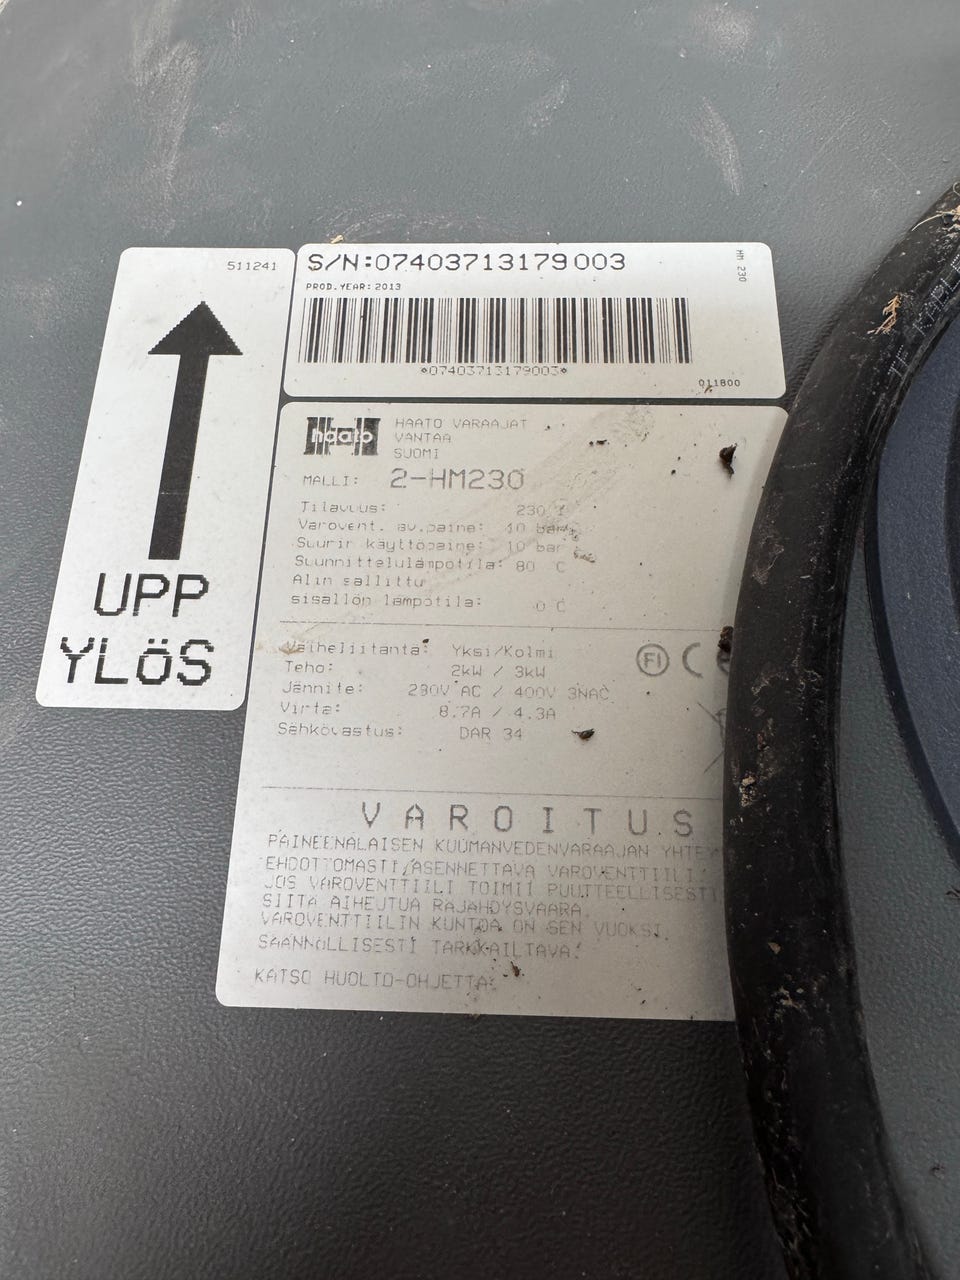 511241
UPP
YLÖS
S/N:07403713179003
PROD.YEAR:2013
HM 230
*07403713179003*
011800
haato
HAATO VARAAJAT
VANTAA
SUOMI
MALLI: 2-HM230
Tilavuus: 230 l
Varovent. av.paine: 10 bar
Suurin käyttöpaine: 10 bar
Suunnittelulämpötila: 80 C
Alin sallittu
sisällön lämpötila: 0 C
Vaiheliitäntä: Yksi/Kolmi
Teho: 2kW / 3kW
Jännite: 230V AC / 400V 3NAC
Virta: 8.7A / 4.3A
Sähkövastus: DAR 34
FI CE
VAROITUS
PAINEENALAISEN KUUMANVEDENVARAAJAN
EHDOTTOMASTI ASENNETTAVA VAROVENTTIILI.
JOS VAROVENTTIILI TOIMII PUUTTEELLISESTI
SIITÄ AIHEUTUA RÄJÄHDYSVAARA.
VAROVENTTIILIN KUNTOA ON SEN VUOKSI
SÄÄNNÖLLISESTI TARKKAILTAVA.
KATSO HUOLTO-OHJETTA.